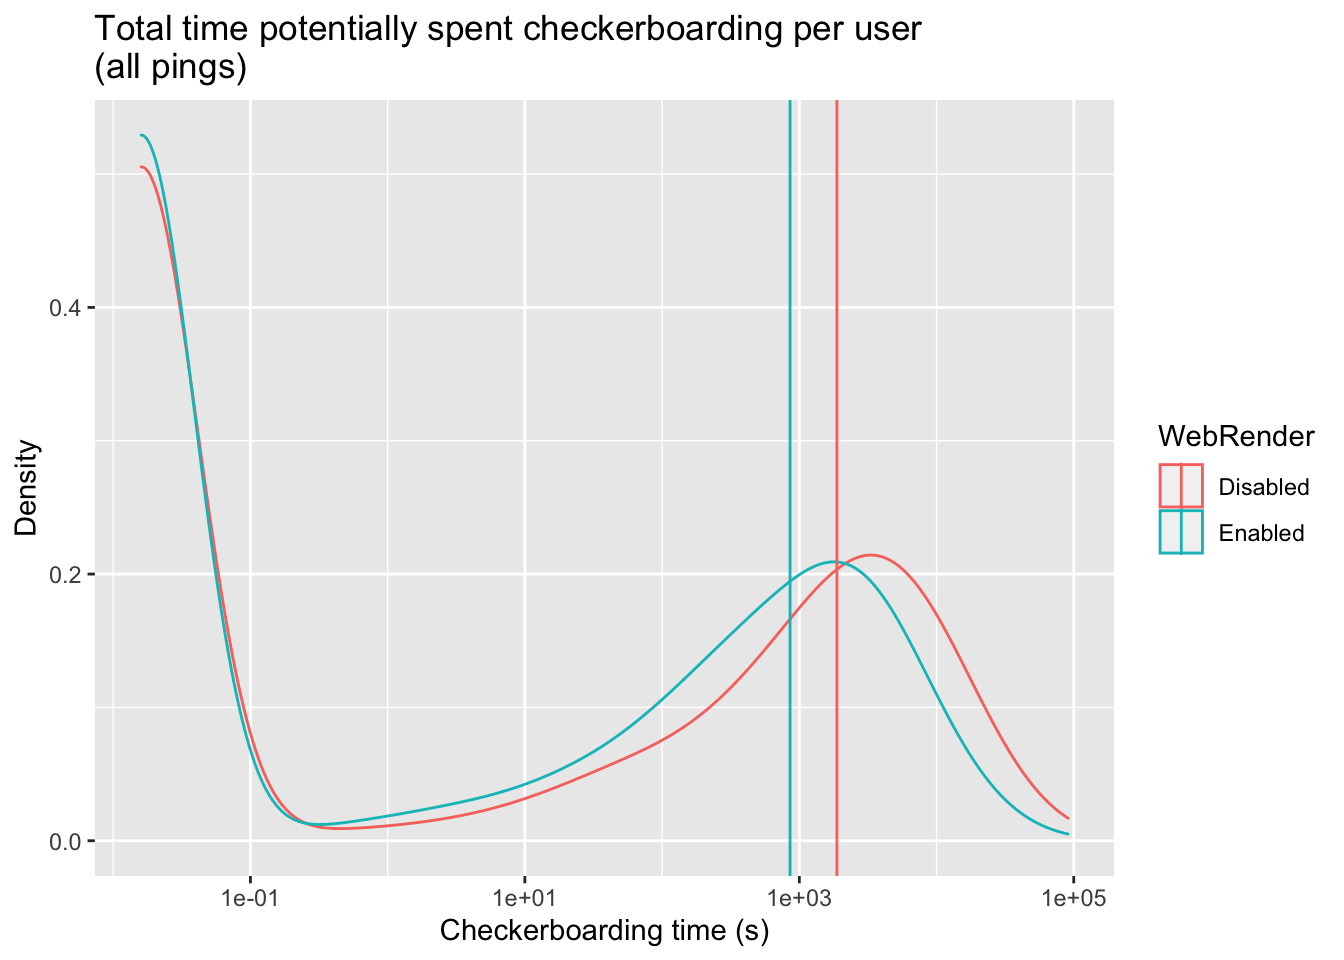 Total time potentially spent checkerboarding per user
(all pings)
Density
0.4
0.2
0.0
1e-01
1e+01
1e+03
1e+05
Checkerboarding time (s)
WebRender
Disabled
Enabled